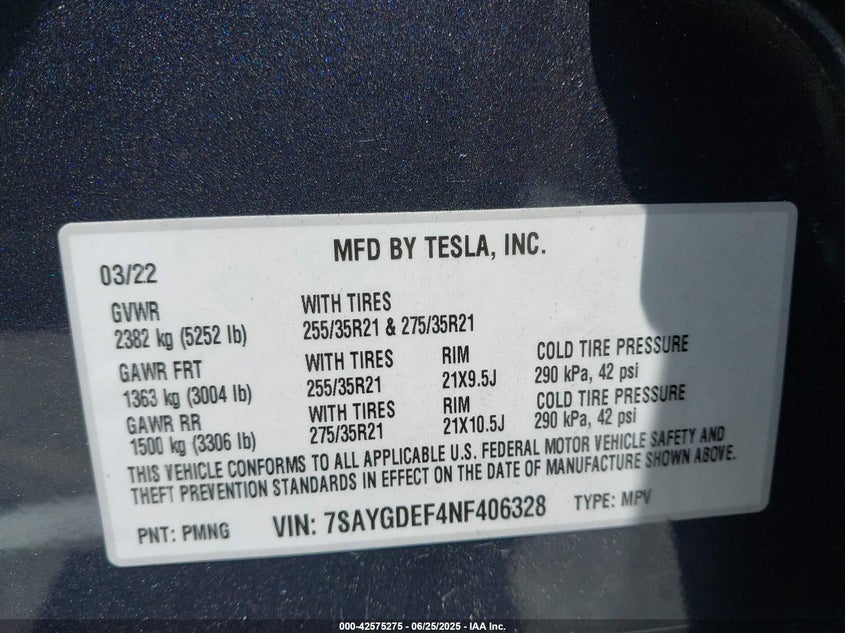 MFD BY TESLA, INC.
03/22
GVWR WITH TIRES
2382 kg (5252 lb) 255/35R21 & 275/35R21
GAWR FRT WITH TIRES RIM COLD TIRE PRESSURE
1363 kg (3004 lb) 255/35R21 21X9.5J 290 kPa, 42 psi
GAWR RR WITH TIRES RIM COLD TIRE PRESSURE
1500 kg (3306 lb) 275/35R21 21X10.5J 290 kPa, 42 psi
THIS VEHICLE CONFORMS TO ALL APPLICABLE U.S. FEDERAL MOTOR VEHICLE SAFETY AND
THEFT PREVENTION STANDARDS IN EFFECT ON THE DATE OF MANUFACTURE SHOWN ABOVE.
PNT: PMNG VIN: 7SAYGDEF4NF406328 TYPE: MPV
000-42575275 - 06/25/2025 - IAA Inc.